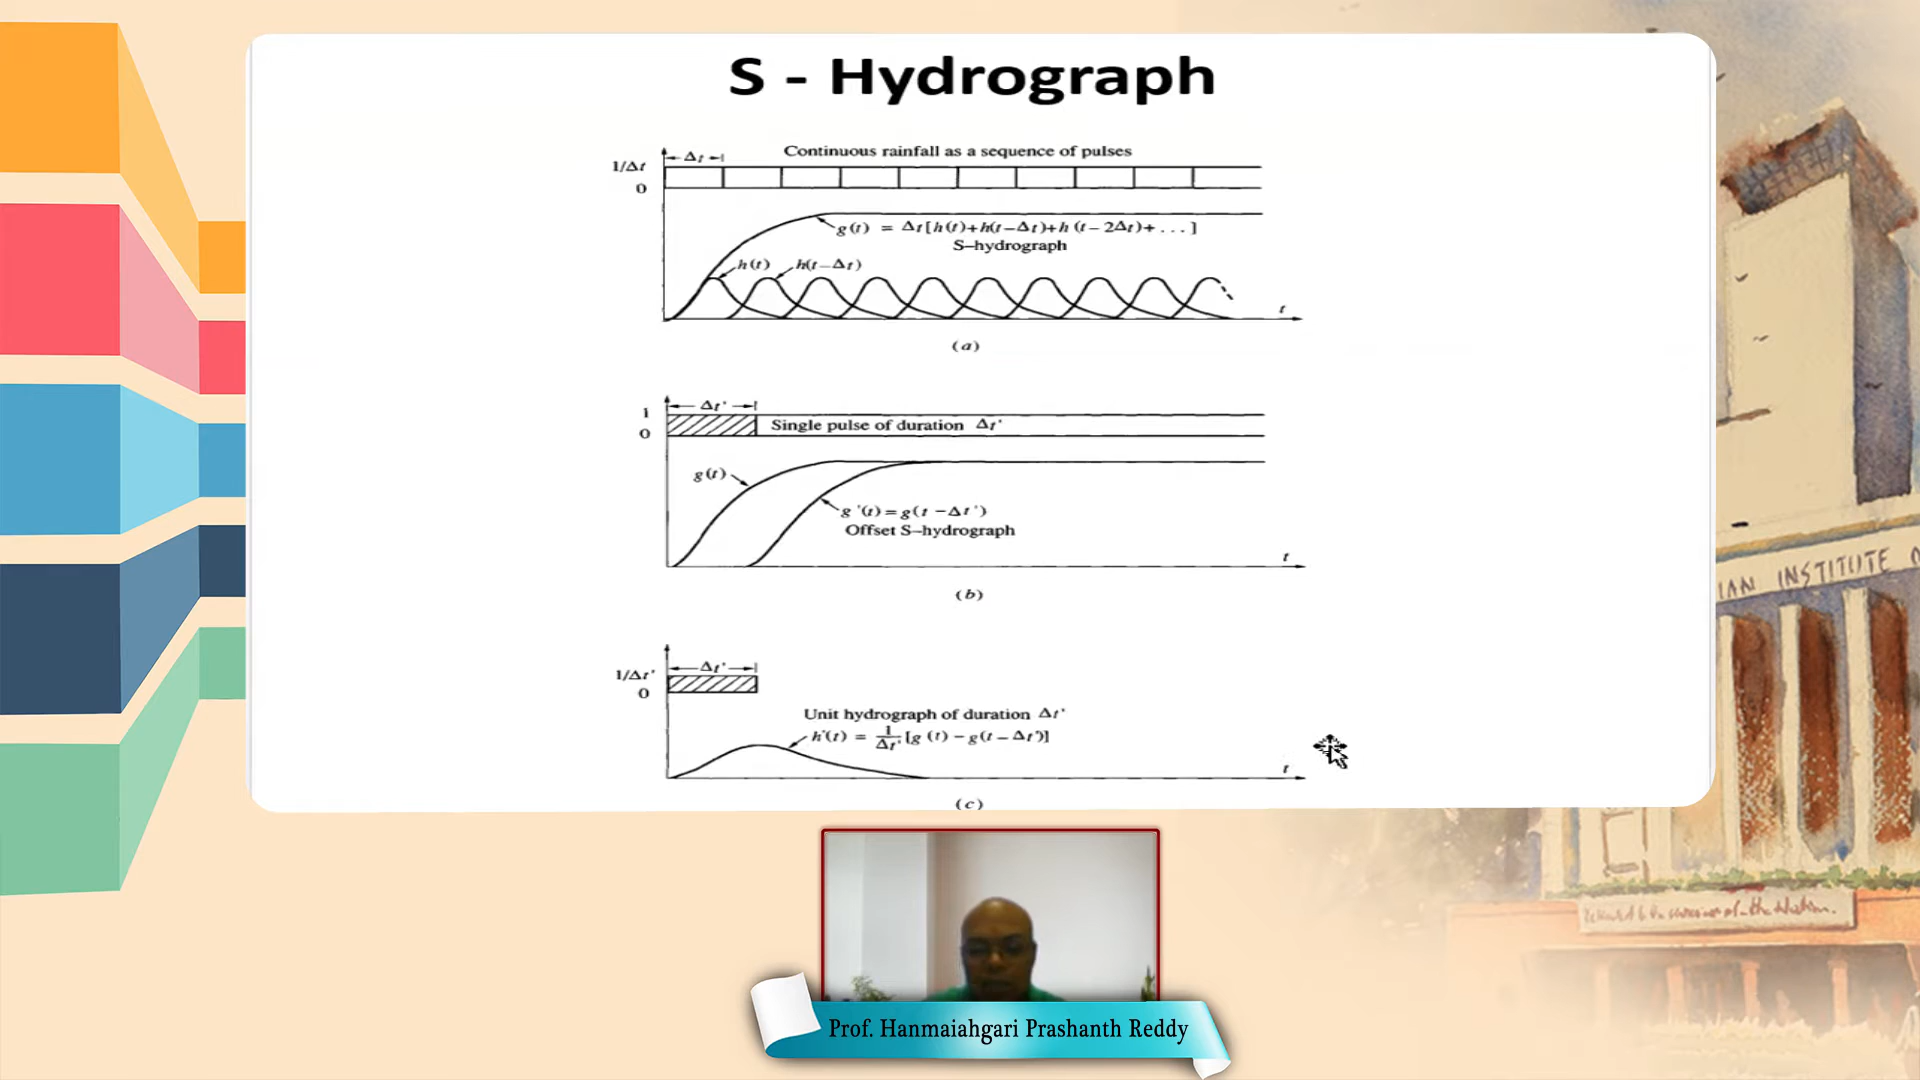 S - Hydrograph
Continuous rainfall as a sequence of pulses
Δt
1/Δt
0
g(t) = Δt[h(t)+h(t−Δt)+h(t−2Δt)+...]
S–hydrograph
h(t)
h(t−Δt)
t
(a)
Δt'
1
0
Single pulse of duration Δt'
g(t)
g'(t)=g(t−Δt')
Offset S–hydrograph
t
(b)
Δt'
1/Δt'
0
Unit hydrograph of duration Δt'
h'(t) = 1/Δt' [g(t) − g(t−Δt')]
t
(c)
IAN INSTITUTE O
Prof. Hanmaiahgari Prashanth Reddy